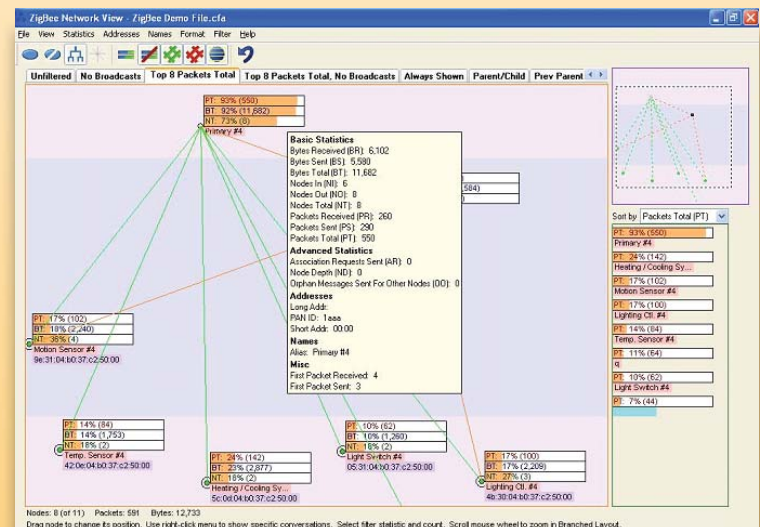 ZigBee Network View - ZigBee Demo File.cfa
File View Statistics Addresses Names Format Filter Help
Unfiltered No Broadcasts Top 8 Packets Total Top 8 Packets Total, No Broadcasts Always Shown Parent/Child Prev Parent
PT: 93% (550)
BT: 92% (11,682)
NT: 73% (8)
Primary #4
Basic Statistics
Bytes Received (BR): 6,102
Bytes Sent (BS): 5,580
Bytes Total (BT): 11,682
Nodes In (NI): 6
Nodes Out (NO): 8
Nodes Total (NT): 8
Packets Received (PR): 260
Packets Sent (PS): 290
Packets Total (PT): 550
Advanced Statistics
Association Requests Sent (AR): 0
Node Depth (ND): 0
Orphan Messages Sent For Other Nodes (OO): 0
Addresses
Long Addr:
PAN ID: 1aaa
Short Addr: 00:00
Names
Alias: Primary #4
Misc
First Packet Received: 4
First Packet Sent: 3
)
,584)
)
PT: 17% (102)
BT: 18% (2,240)
NT: 36% (4)
Motion Sensor #4
9e:31:04:b0:37:c2:50:00
PT: 14% (84)
BT: 14% (1,753)
NT: 18% (2)
Temp. Sensor #4
42:0e:04:b0:37:c2:50:00
PT: 24% (142)
BT: 23% (2,877)
NT: 18% (2)
Heating / Cooling Sy...
5c:0d:04:b0:37:c2:50:00
PT: 10% (62)
BT: 10% (1,260)
NT: 18% (2)
Light Switch #4
05:31:04:b0:37:c2:50:00
PT: 17% (100)
BT: 17% (2,209)
NT: 27% (3)
Lighting Ctl. #4
4b:30:04:b0:37:c2:50:00
Sort by Packets Total (PT)
PT: 93% (550)
Primary #4
PT: 24% (142)
Heating / Cooling Sy...
PT: 17% (102)
Motion Sensor #4
PT: 17% (100)
Lighting Ctl. #4
PT: 14% (84)
Temp. Sensor #4
PT: 11% (64)
q
PT: 10% (62)
Light Switch #4
PT: 7% (44)
Nodes: 8 (of 11) Packets: 591 Bytes: 12,733
Drag node to change its position. Use right-click menu to show specific conversations. Select filter statistic and count. Scroll mouse wheel to zoom in Branched Layout.